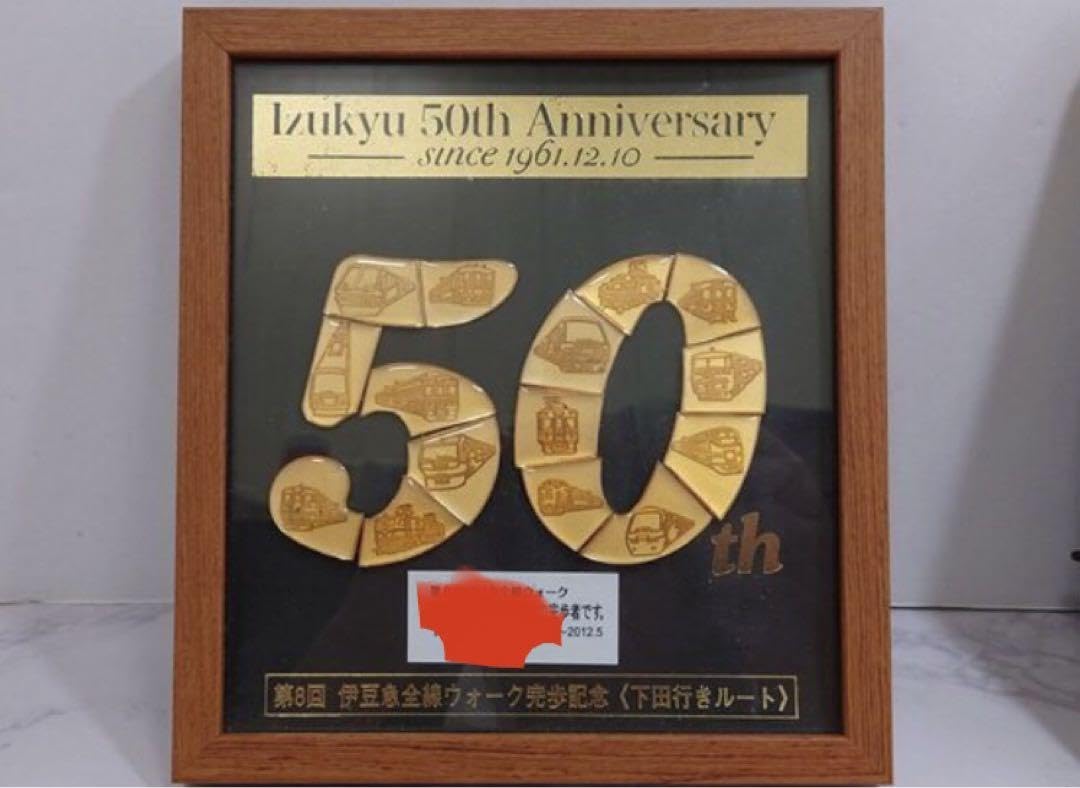 Izukyu 50th Anniversary
since 1961.12.10
50th
ウォーク
歩者です。
~2012.5
第8回 伊豆急全線ウォーク完歩記念《下田行きルート》